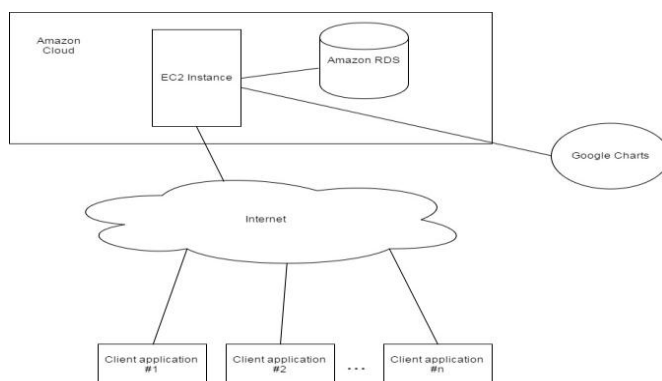 Amazon
Cloud
EC2 Instance
Amazon RDS
Google Charts
Internet
Client application
#1
Client application
#2
...
Client application
#n